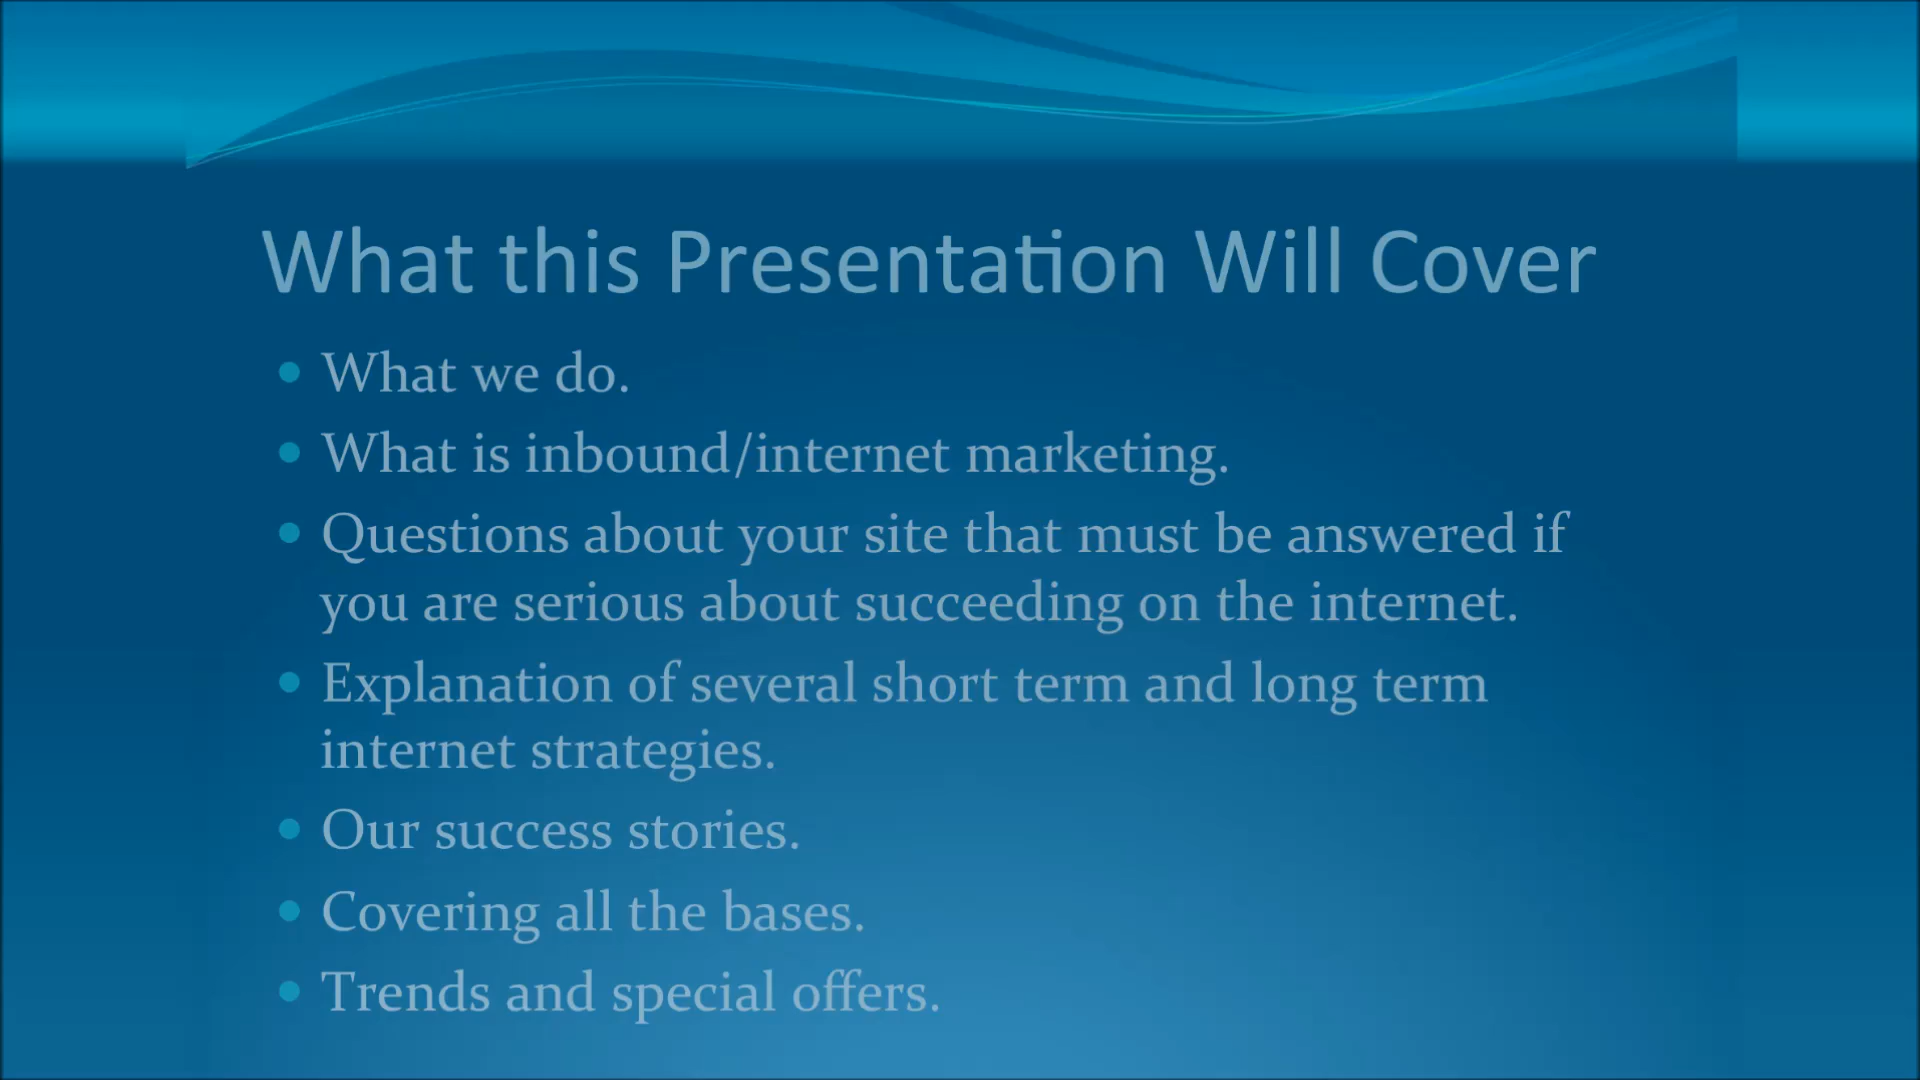 What this Presentation Will Cover
• What we do.
• What is inbound/internet marketing.
• Questions about your site that must be answered if
you are serious about succeeding on the internet.
• Explanation of several short term and long term
internet strategies.
• Our success stories.
• Covering all the bases.
• Trends and special offers.